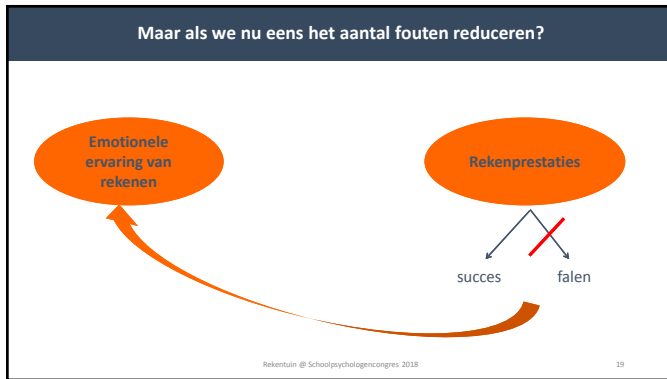 Maar als we nu eens het aantal fouten reduceren?
Emotionele
ervaring van
rekenen
Rekenprestaties
succes
falen
Rekentuin @ Schoolpsychologencongres 2018
19